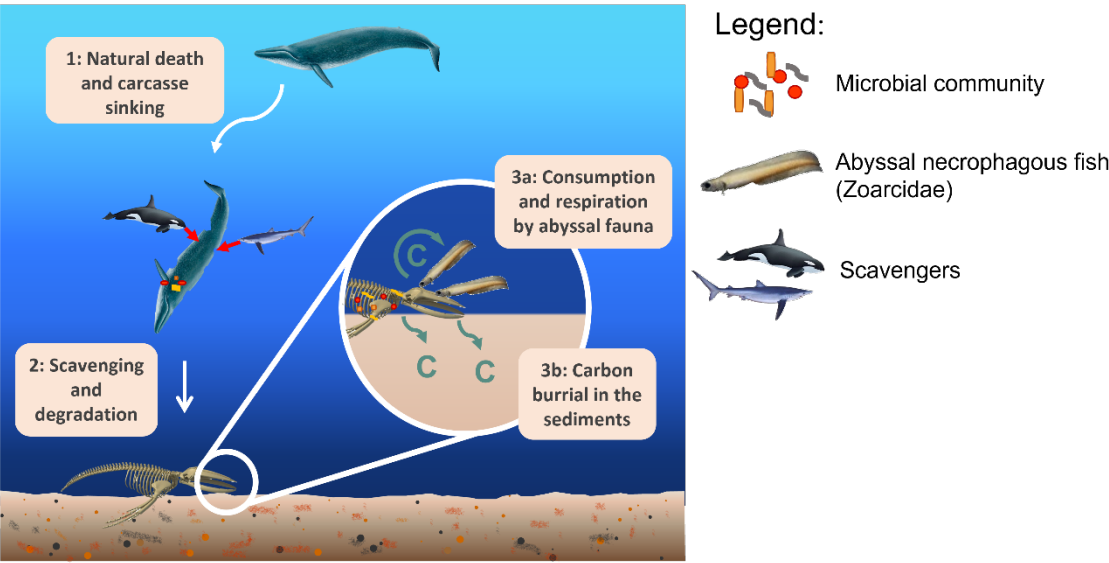 1: Natural death
and carcasse
sinking
3a: Consumption
and respiration
by abyssal fauna
C
C
C
2: Scavenging
and
degradation
3b: Carbon
burrial in the
sediments
Legend:
Microbial community
Abyssal necrophagous fish
(Zoarcidae)
Scavengers